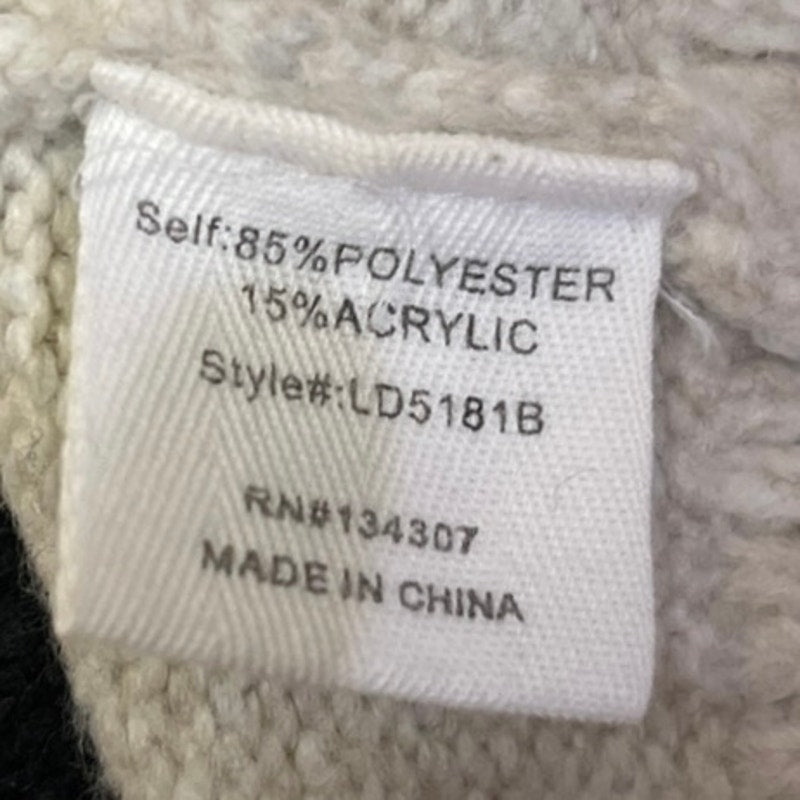 Self:85%POLYESTER
15%ACRYLIC
Style#:LD5181B
RN#134307
MADE IN CHINA